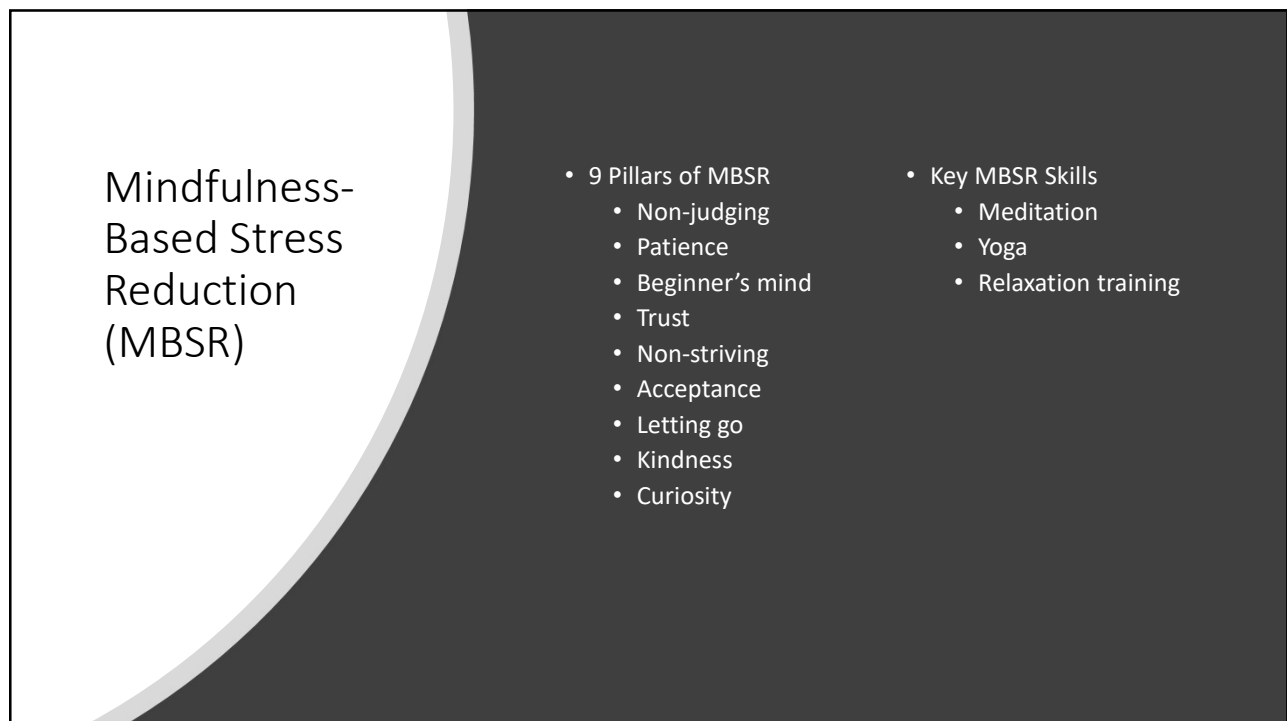 Mindfulness-
Based Stress
Reduction
(MBSR)
• 9 Pillars of MBSR
• Non-judging
• Patience
• Beginner’s mind
• Trust
• Non-striving
• Acceptance
• Letting go
• Kindness
• Curiosity
• Key MBSR Skills
• Meditation
• Yoga
• Relaxation training